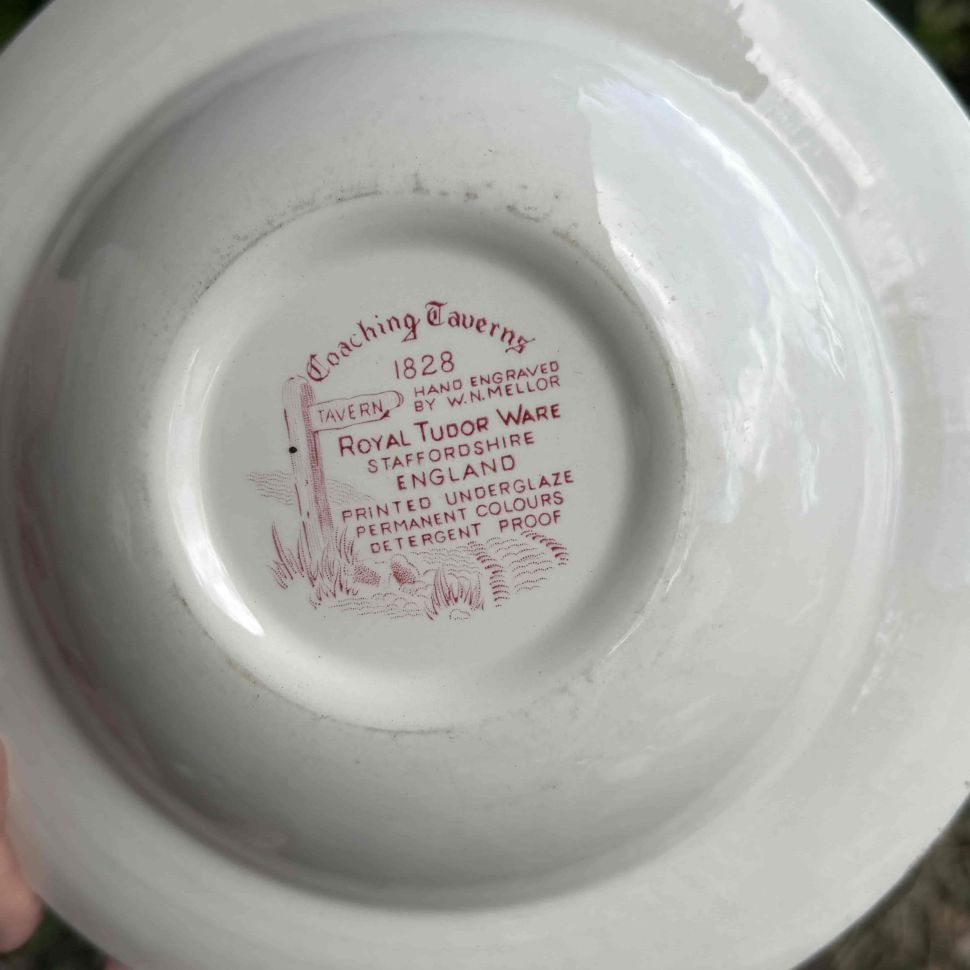 Coaching Taverns
1828
HAND ENGRAVED
BY W.N. MELLOR
TAVERN
ROYAL TUDOR WARE
STAFFORDSHIRE
ENGLAND
PRINTED UNDERGLAZE
PERMANENT COLOURS
DETERGENT PROOF